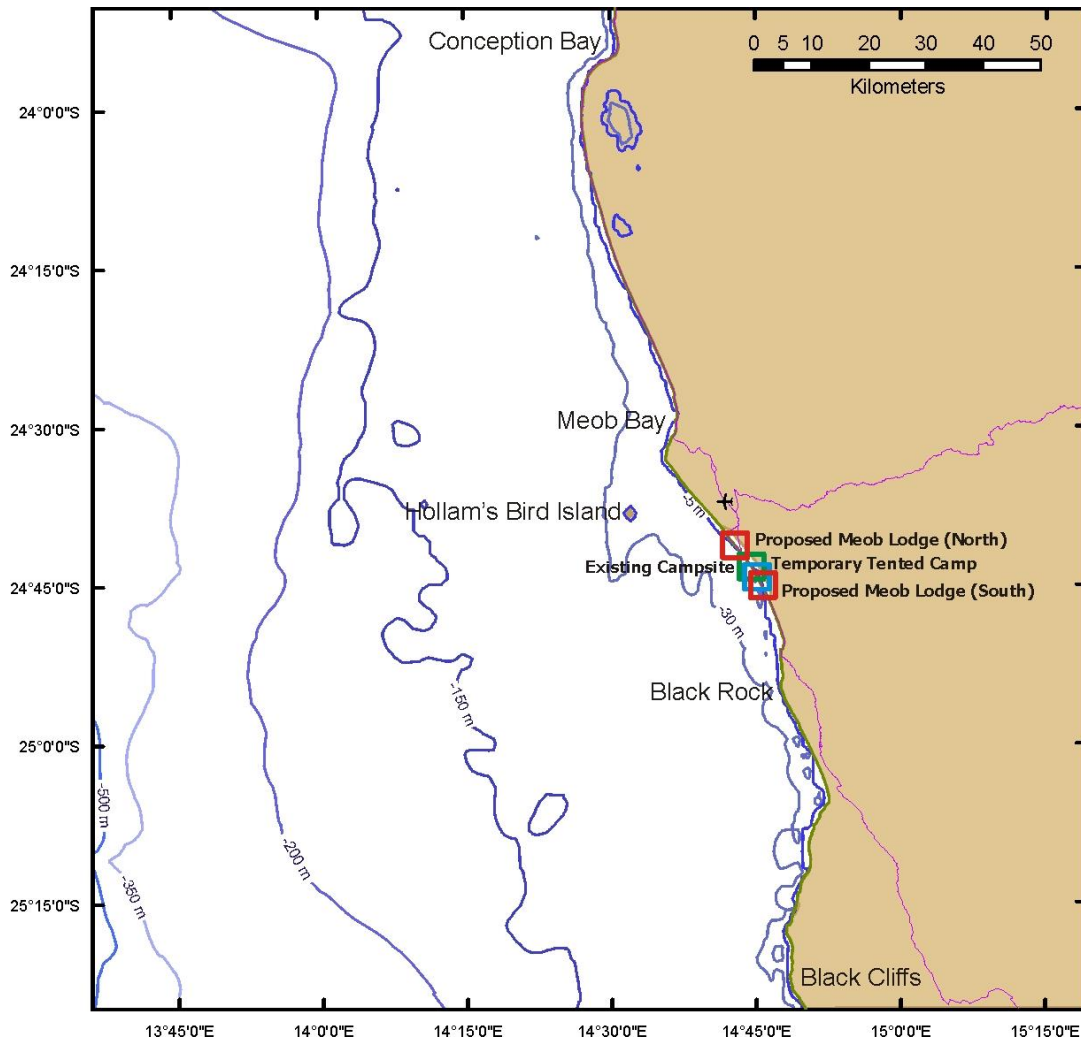 Conception Bay
0 5 10 20 30 40 50
Kilometers
24°0'0"S
24°15'0"S
24°30'0"S
Meob Bay
-5 m
Hollam's Bird Island
Proposed Meob Lodge (North)
Existing Campsite
Temporary Tented Camp
24°45'0"S
Proposed Meob Lodge (South)
-30 m
Black Rock
-150 m
25°0'0"S
-500 m
-200 m
-350 m
25°15'0"S
Black Cliffs
13°45'0"E 14°0'0"E 14°15'0"E 14°30'0"E 14°45'0"E 15°0'0"E 15°15'0"E